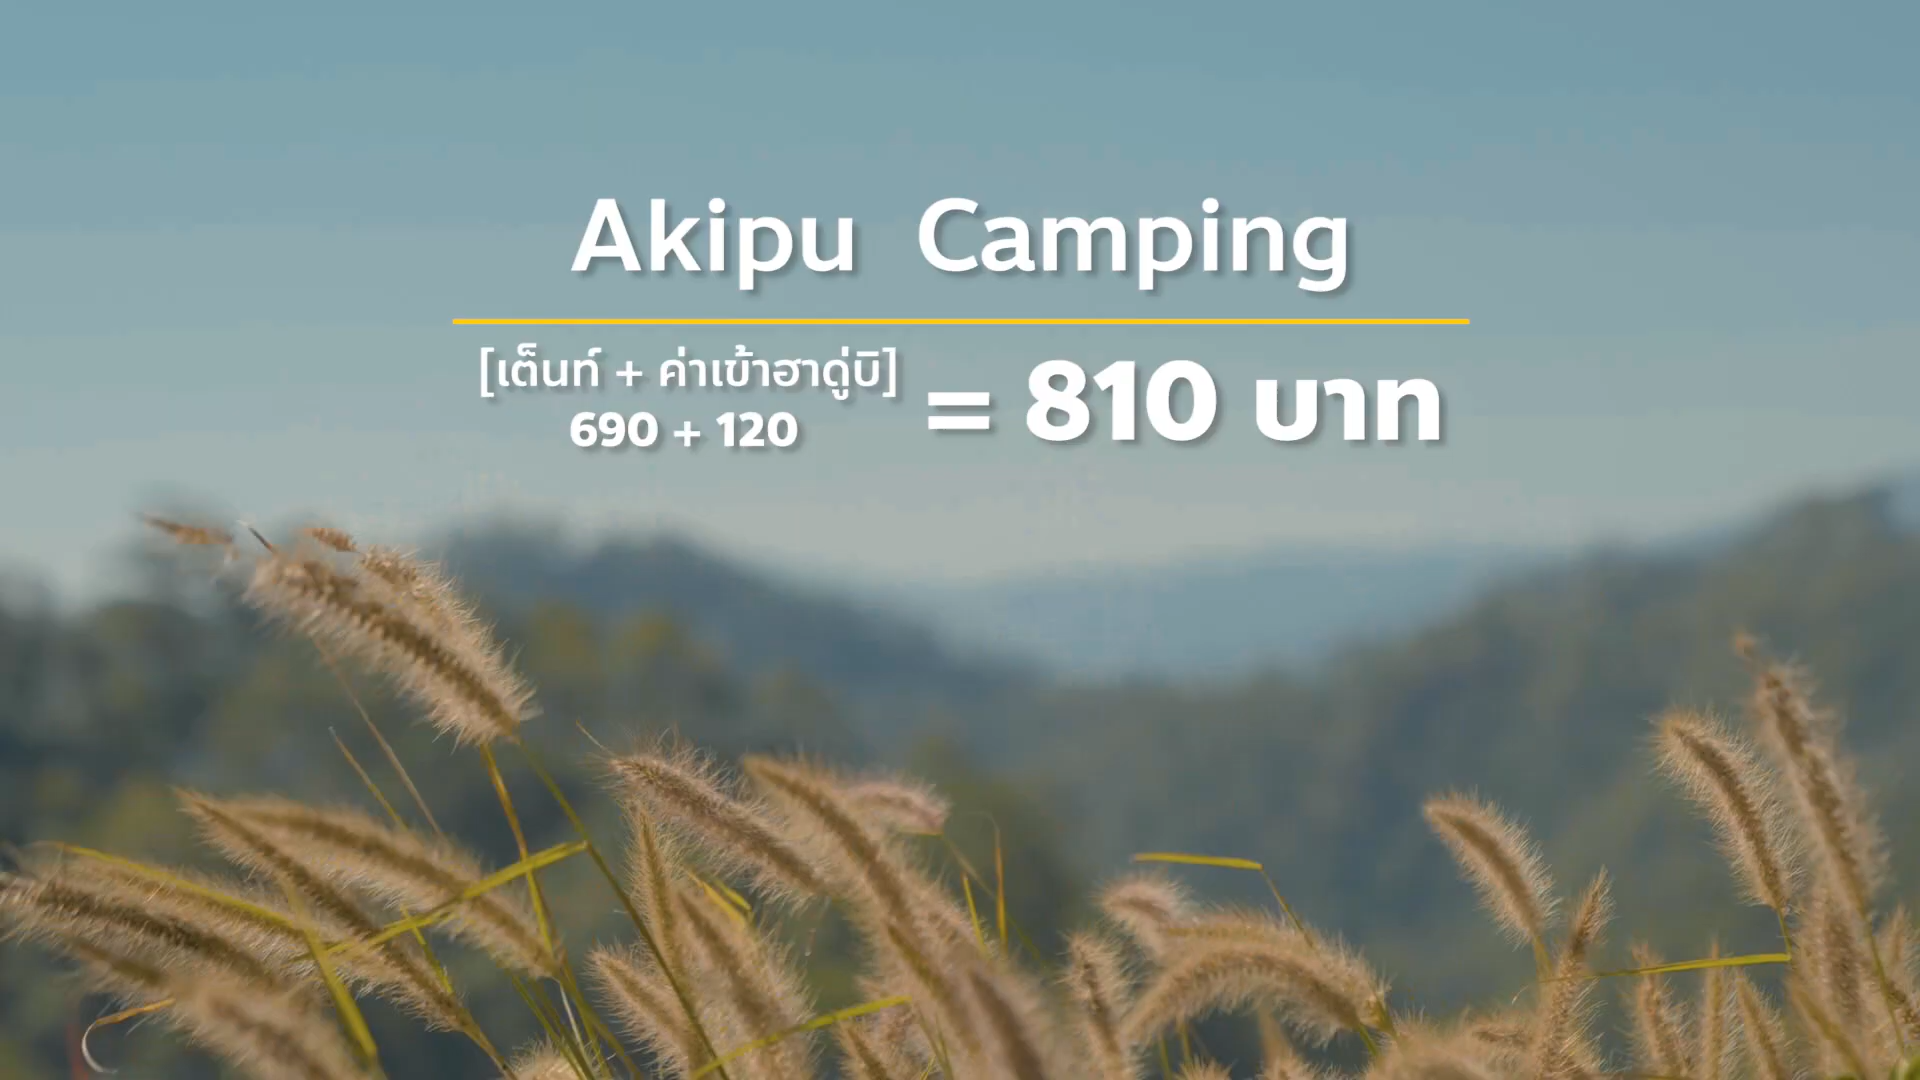 Akipu Camping
[เต็นท์ + ค่าเข้าฮาดู่บิ]
690 + 120
= 810 บาท